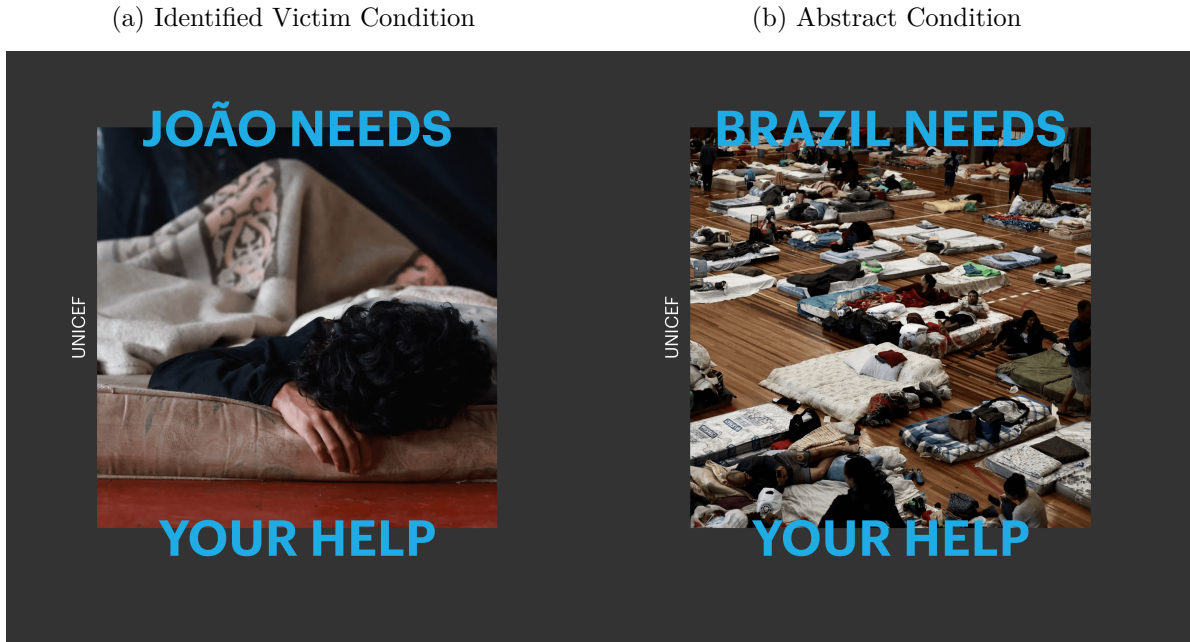 (a) Identified Victim Condition
JOÃO NEEDS
UNICEF
YOUR HELP
(b) Abstract Condition
BRAZIL NEEDS
UNICEF
YOUR HELP